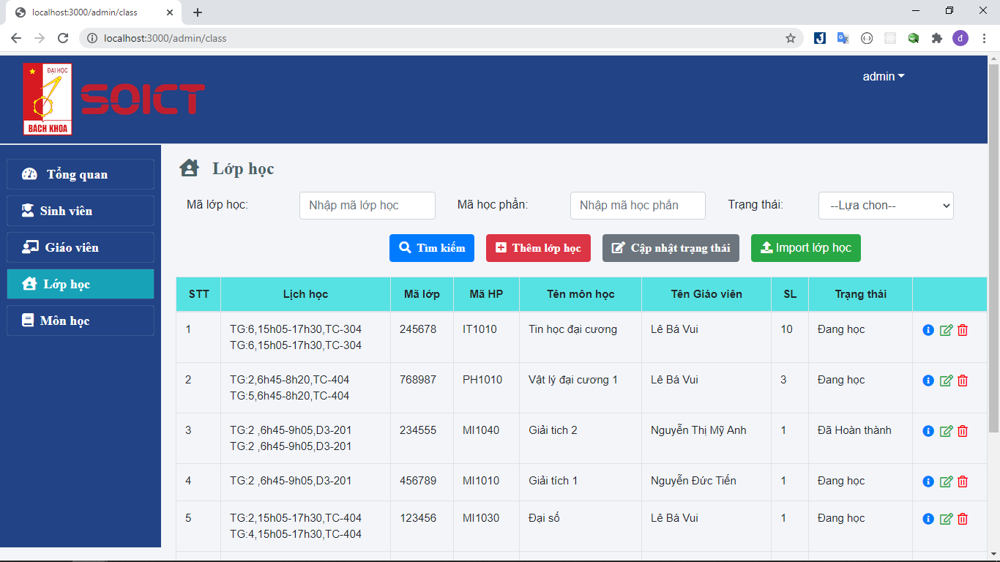 localhost:3000/admin/class
localhost:3000/admin/class
đ
ĐẠI HỌC
BÁCH KHOA
SOICT
admin
Tổng quan
Sinh viên
Giáo viên
Lớp học
Môn học
Lớp học
Mã lớp học: Nhập mã lớp học Mã học phần: Nhập mã học phần Trạng thái: --Lựa chon--
Tìm kiếm Thêm lớp học Cập nhật trạng thái Import lớp học
STT Lịch học Mã lớp Mã HP Tên môn học Tên Giáo viên SL Trạng thái
1 TG:6,15h05-17h30,TC-304 245678 IT1010 Tin học đại cương Lê Bá Vui 10 Đang học
TG:6,15h05-17h30,TC-304
2 TG:2,6h45-8h20,TC-404 768987 PH1010 Vật lý đại cương 1 Lê Bá Vui 3 Đang học
TG:5,6h45-8h20,TC-404
3 TG:2 ,6h45-9h05,D3-201 234555 MI1040 Giải tich 2 Nguyễn Thị Mỹ Anh 1 Đã Hoàn thành
TG:2 ,6h45-9h05,D3-201
4 TG:2 ,6h45-9h05,D3-201 456789 MI1010 Giải tích 1 Nguyễn Đức Tiến 1 Đang học
5 TG:2,15h05-17h30,TC-404 123456 MI1030 Đại số Lê Bá Vui 1 Đang học
TG:4,15h05-17h30,TC-404